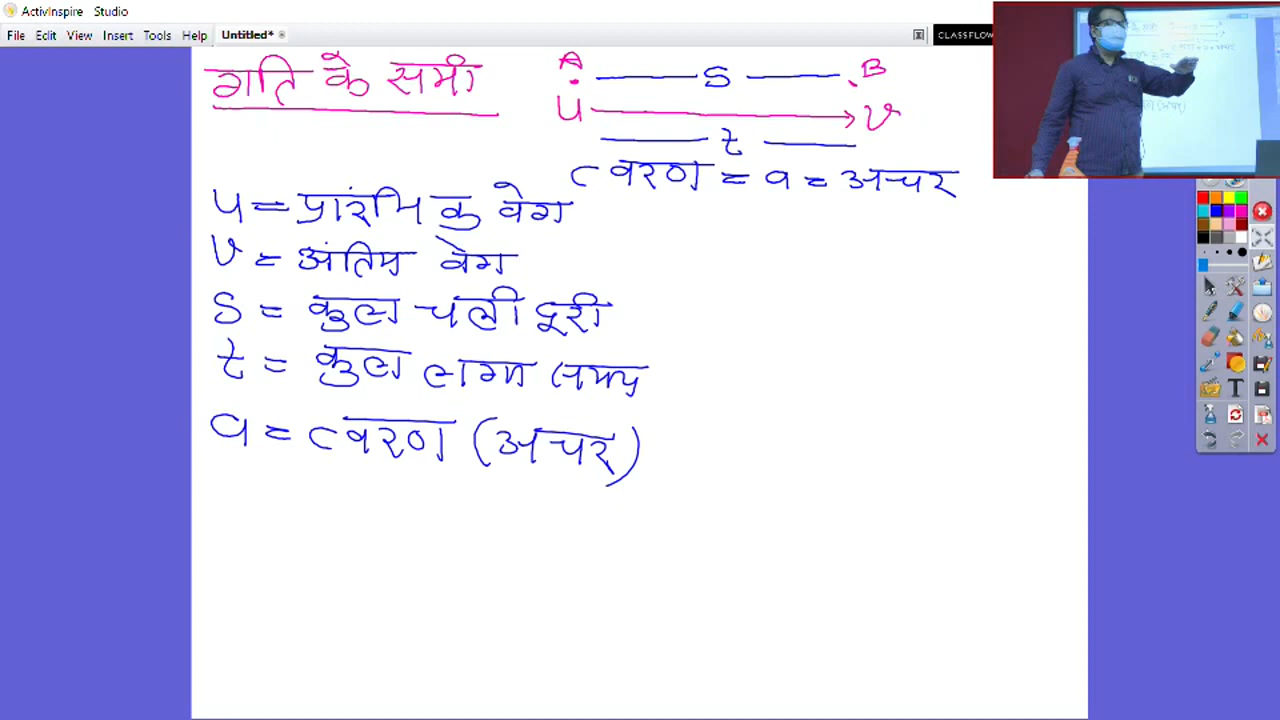 ActivInspire Studio
File Edit View Insert Tools Help Untitled*
CLASSFLOW
गति के समी
A S B
u v
t
त्वरण = a = अचर
u = प्रारंभिक वेग
v = अंतिम वेग
S = कुल चली दूरी
t = कुल लगा समय
a = त्वरण (अचर)